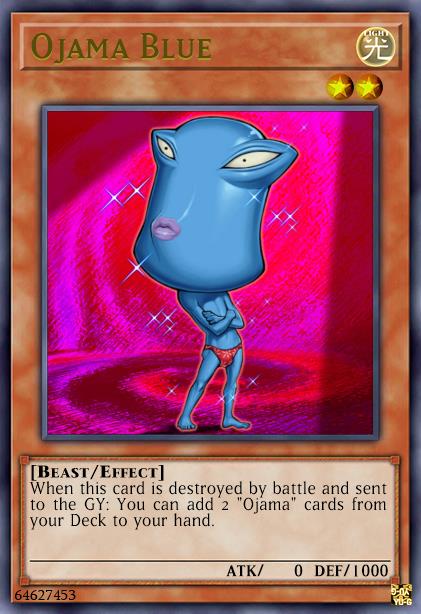 Ojama Blue
LIGHT
光
[Beast/Effect]
When this card is destroyed by battle and sent
to the GY: You can add 2 "Ojama" cards from
your Deck to your hand.
ATK/ 0 DEF/1000
64627453